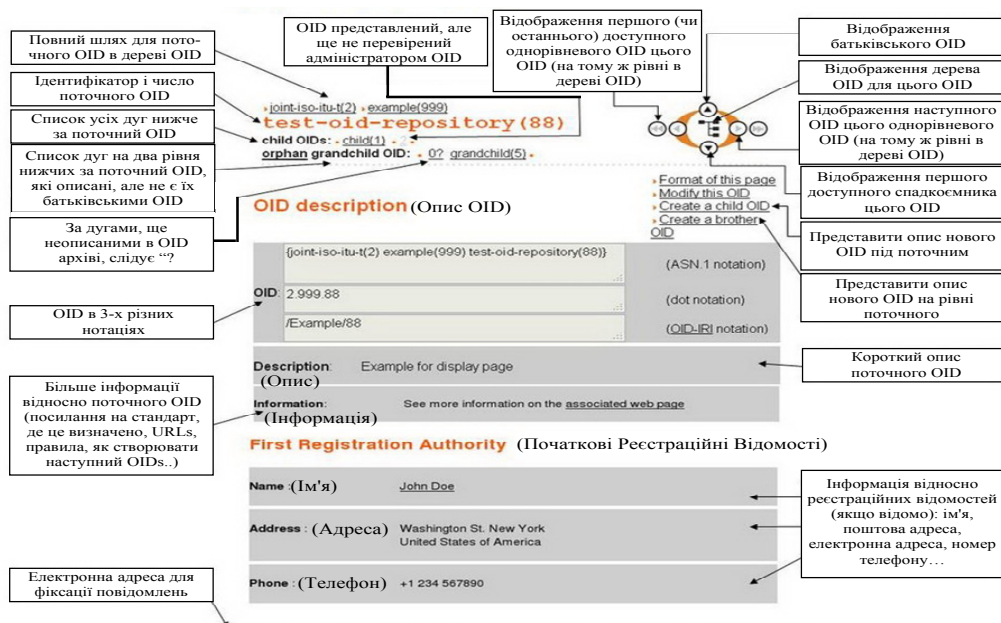 Повний шлях для пото-
чного OID в дереві OID
Ідентифікатор і число
поточного OID
Список усіх дуг нижче
за поточний OID
Список дуг на два рівня
нижчих за поточний OID,
які описані, але не є їх
батьківськими OID
За дугами, ще
неописаними в OID
архіві, слідує “?
OID в 3-х різних
нотаціях
Більше інформації
відносно поточного OID
(посилання на стандарт,
де це визначено, URLs,
правила, як створювати
наступний OIDs..)
Електронна адреса для
фіксації повідомлень
OID представлений, але
ще не перевірений
адміністратором OID
Відображення першого (чи
останнього) доступного
однорівневого OID цього
OID (на тому ж рівні в
дереві OID)
joint-iso-itu-t(2) example(999)
test-oid-repository(88)
child OIDs: child(1) 2
orphan grandchild OID: 0? grandchild(5)
Format of this page
Modify this OID
Create a child OID
Create a brother
OID
OID description (Опис OID)
{joint-iso-itu-t(2) example(999) test-oid-repository(88)}
(ASN.1 notation)
OID: 2.999.88
(dot notation)
/Example/88
(OID-IRI notation)
Description: Example for display page
(Опис)
Information: See more information on the associated web page
(Інформація)
First Registration Authority (Початкові Реєстраційні Відомості)
Name : (Ім'я) John Doe
Address : (Адреса) Washington St. New York
United States of America
Phone : (Телефон) +1 234 567890
Відображення
батьківського OID
Відображення дерева
OID для цього OID
Відображення наступного
OID цього однорівневого
OID (на тому ж рівні в
дереві OID)
Відображення першого
доступного спадкоємника
цього OID
Представити опис нового
OID під поточним
Представити опис
нового OID на рівні
поточного
Короткий опис
поточного OID
Інформація відносно
реєстраційних відомостей
(якщо відомо): ім'я,
поштова адреса,
електронна адреса, номер
телефону…